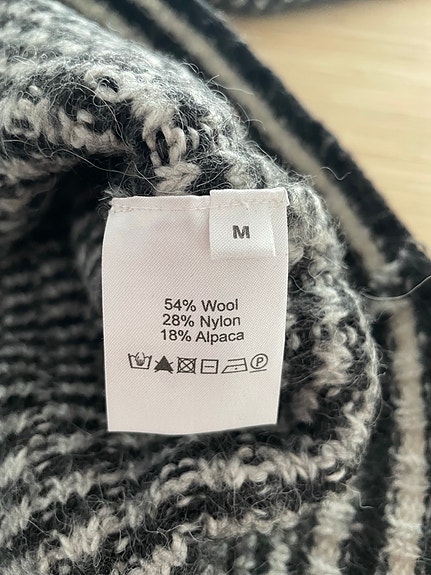 M
54% Wool
28% Nylon
18% Alpaca